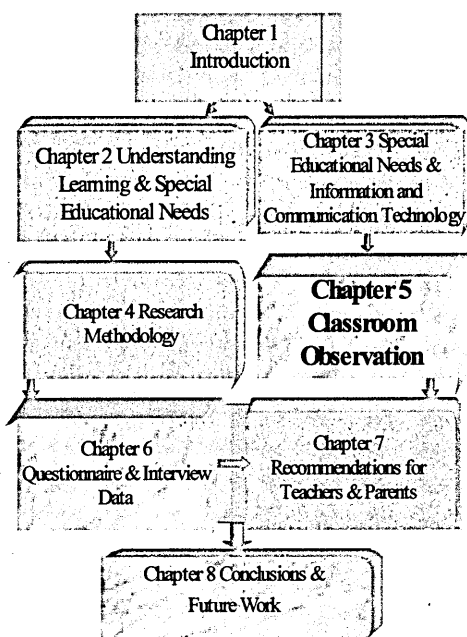 Chapter 1
Introduction
Chapter 2 Understanding
Learning & Special
Educational Needs
Chapter 3 Special
Educational Needs &
Information and
Communication Technology
Chapter 4 Research
Methodology
Chapter 5
Classroom
Observation
Chapter 6
Questionnaire & Interview
Data
Chapter 7
Recommendations for
Teachers & Parents
Chapter 8 Conclusions &
Future Work